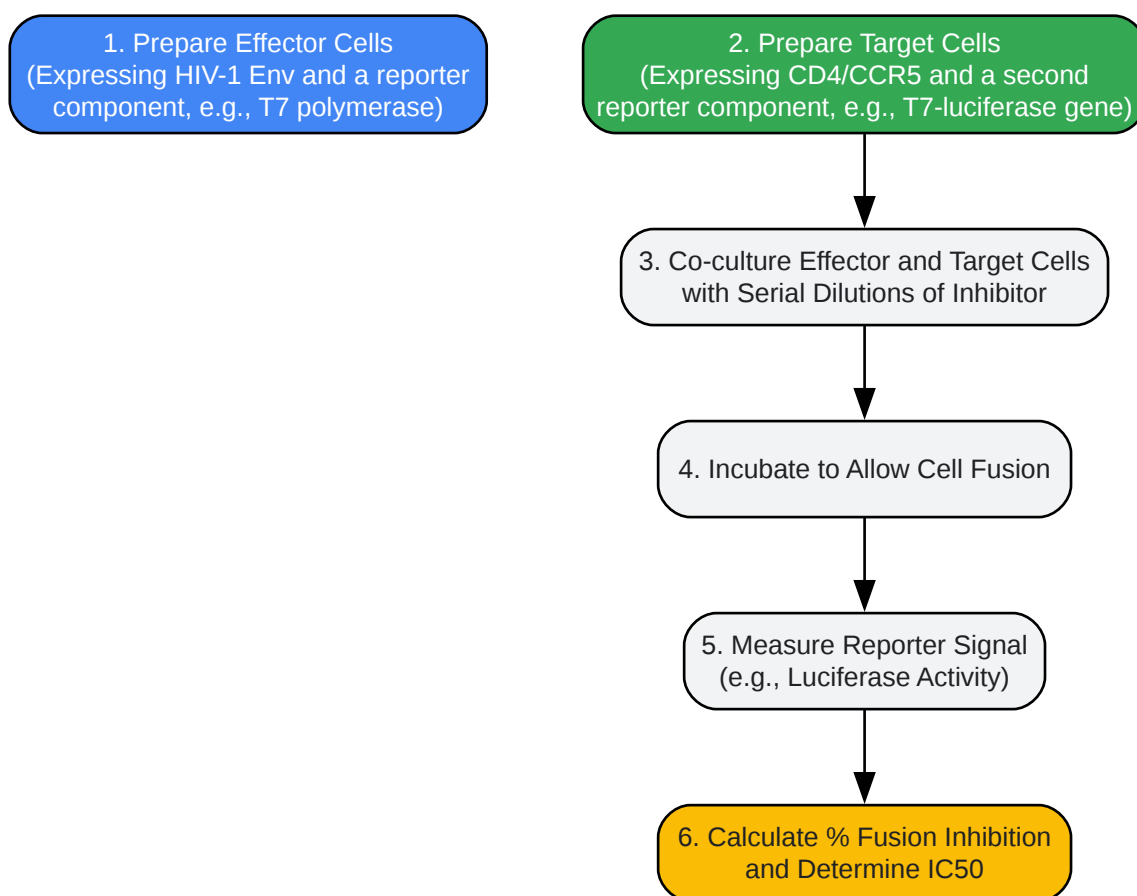 1. Prepare Effector Cells
(Expressing HIV-1 Env and a reporter
component, e.g., T7 polymerase)
2. Prepare Target Cells
(Expressing CD4/CCR5 and a second
reporter component, e.g., T7-luciferase gene)
3. Co-culture Effector and Target Cells
with Serial Dilutions of Inhibitor
4. Incubate to Allow Cell Fusion
5. Measure Reporter Signal
(e.g., Luciferase Activity)
6. Calculate % Fusion Inhibition
and Determine IC50